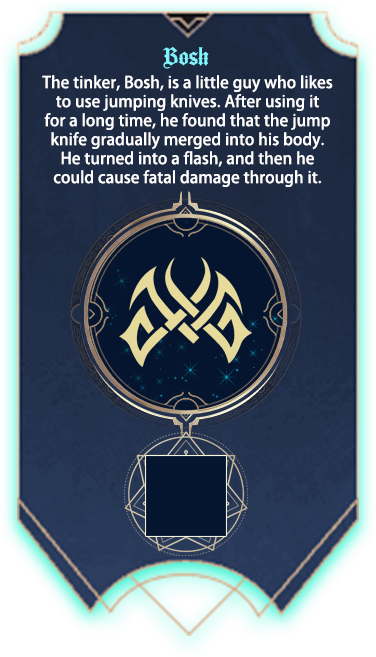 Bosh
The tinker, Bosh, is a little guy who likes
to use jumping knives. After using it
for a long time, he found that the jump
knife gradually merged into his body.
He turned into a flash, and then he
could cause fatal damage through it.